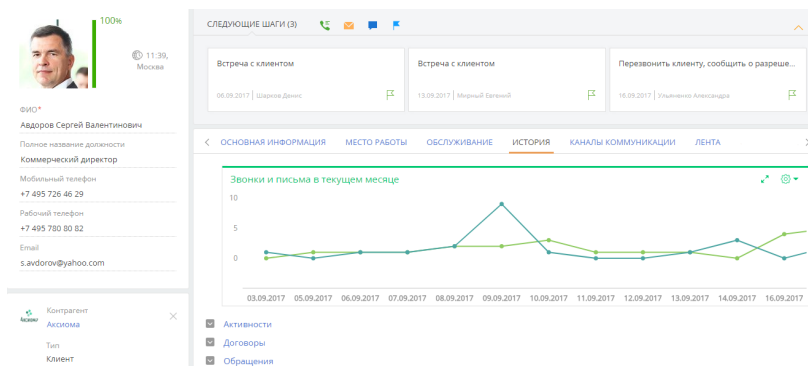 100%
11:39,
Москва
ФИО*
Авдоров Сергей Валентинович
Полное название должности
Коммерческий директор
Мобильный телефон
+7 495 726 46 29
Рабочий телефон
+7 495 780 80 82
Email
s.avdorov@yahoo.com
Контрагент
Аксиома
Тип
Клиент
СЛЕДУЮЩИЕ ШАГИ (3)
Встреча с клиентом
06.09.2017 | Шарков Денис
Встреча с клиентом
13.09.2017 | Мирный Евгений
Перезвонить клиенту, сообщить о разреше...
16.09.2017 | Ульяненко Александра
ОСНОВНАЯ ИНФОРМАЦИЯ МЕСТО РАБОТЫ ОБСЛУЖИВАНИЕ ИСТОРИЯ КАНАЛЫ КОММУНИКАЦИИ ЛЕНТА
Звонки и письма в текущем месяце
10
5
0
03.09.2017 05.09.2017 06.09.2017 07.09.2017 08.09.2017 09.09.2017 10.09.2017 11.09.2017 12.09.2017 13.09.2017 14.09.2017 16.09.2017
Активности
Договоры
Обращения